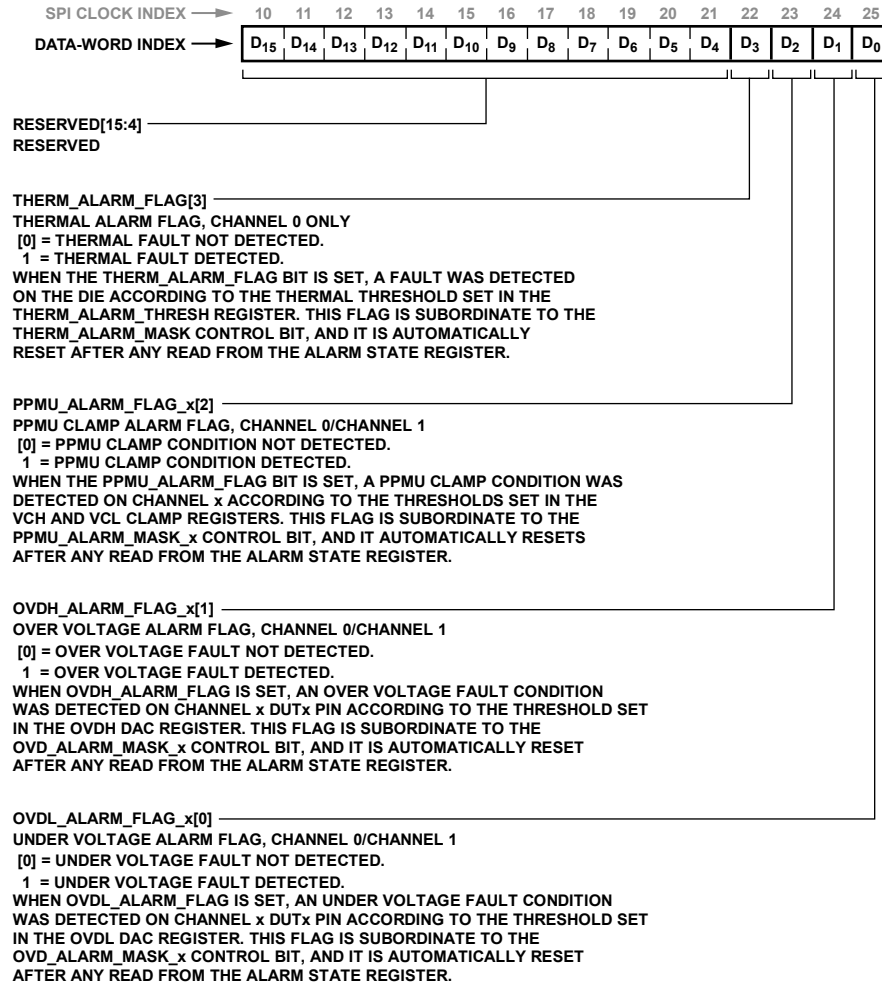 SPI CLOCK INDEX 10 11 12 13 14 15 16 17 18 19 20 21 22 23 24 25
DATA-WORD INDEX D15 D14 D13 D12 D11 D10 D9 D8 D7 D6 D5 D4 D3 D2 D1 D0
RESERVED[15:4]
RESERVED
THERM_ALARM_FLAG[3]
THERMAL ALARM FLAG, CHANNEL 0 ONLY
[0] = THERMAL FAULT NOT DETECTED.
1 = THERMAL FAULT DETECTED.
WHEN THE THERM_ALARM_FLAG BIT IS SET, A FAULT WAS DETECTED
ON THE DIE ACCORDING TO THE THERMAL THRESHOLD SET IN THE
THERM_ALARM_THRESH REGISTER. THIS FLAG IS SUBORDINATE TO THE
THERM_ALARM_MASK CONTROL BIT, AND IT IS AUTOMATICALLY
RESET AFTER ANY READ FROM THE ALARM STATE REGISTER.
PPMU_ALARM_FLAG_x[2]
PPMU CLAMP ALARM FLAG, CHANNEL 0/CHANNEL 1
[0] = PPMU CLAMP CONDITION NOT DETECTED.
1 = PPMU CLAMP CONDITION DETECTED.
WHEN THE PPMU_ALARM_FLAG BIT IS SET, A PPMU CLAMP CONDITION WAS
DETECTED ON CHANNEL x ACCORDING TO THE THRESHOLDS SET IN THE
VCH AND VCL CLAMP REGISTERS. THIS FLAG IS SUBORDINATE TO THE
PPMU_ALARM_MASK_x CONTROL BIT, AND IT AUTOMATICALLY RESETS
AFTER ANY READ FROM THE ALARM STATE REGISTER.
OVDH_ALARM_FLAG_x[1]
OVER VOLTAGE ALARM FLAG, CHANNEL 0/CHANNEL 1
[0] = OVER VOLTAGE FAULT NOT DETECTED.
1 = OVER VOLTAGE FAULT DETECTED.
WHEN OVDH_ALARM_FLAG IS SET, AN OVER VOLTAGE FAULT CONDITION
WAS DETECTED ON CHANNEL x DUTx PIN ACCORDING TO THE THRESHOLD SET
IN THE OVDH DAC REGISTER. THIS FLAG IS SUBORDINATE TO THE
OVD_ALARM_MASK_x CONTROL BIT, AND IT IS AUTOMATICALLY RESET
AFTER ANY READ FROM THE ALARM STATE REGISTER.
OVDL_ALARM_FLAG_x[0]
UNDER VOLTAGE ALARM FLAG, CHANNEL 0/CHANNEL 1
[0] = UNDER VOLTAGE FAULT NOT DETECTED.
1 = UNDER VOLTAGE FAULT DETECTED.
WHEN OVDL_ALARM_FLAG IS SET, AN UNDER VOLTAGE FAULT CONDITION
WAS DETECTED ON CHANNEL x DUTx PIN ACCORDING TO THE THRESHOLD SET
IN THE OVDL DAC REGISTER. THIS FLAG IS SUBORDINATE TO THE
OVD_ALARM_MASK_x CONTROL BIT, AND IT IS AUTOMATICALLY RESET
AFTER ANY READ FROM THE ALARM STATE REGISTER.